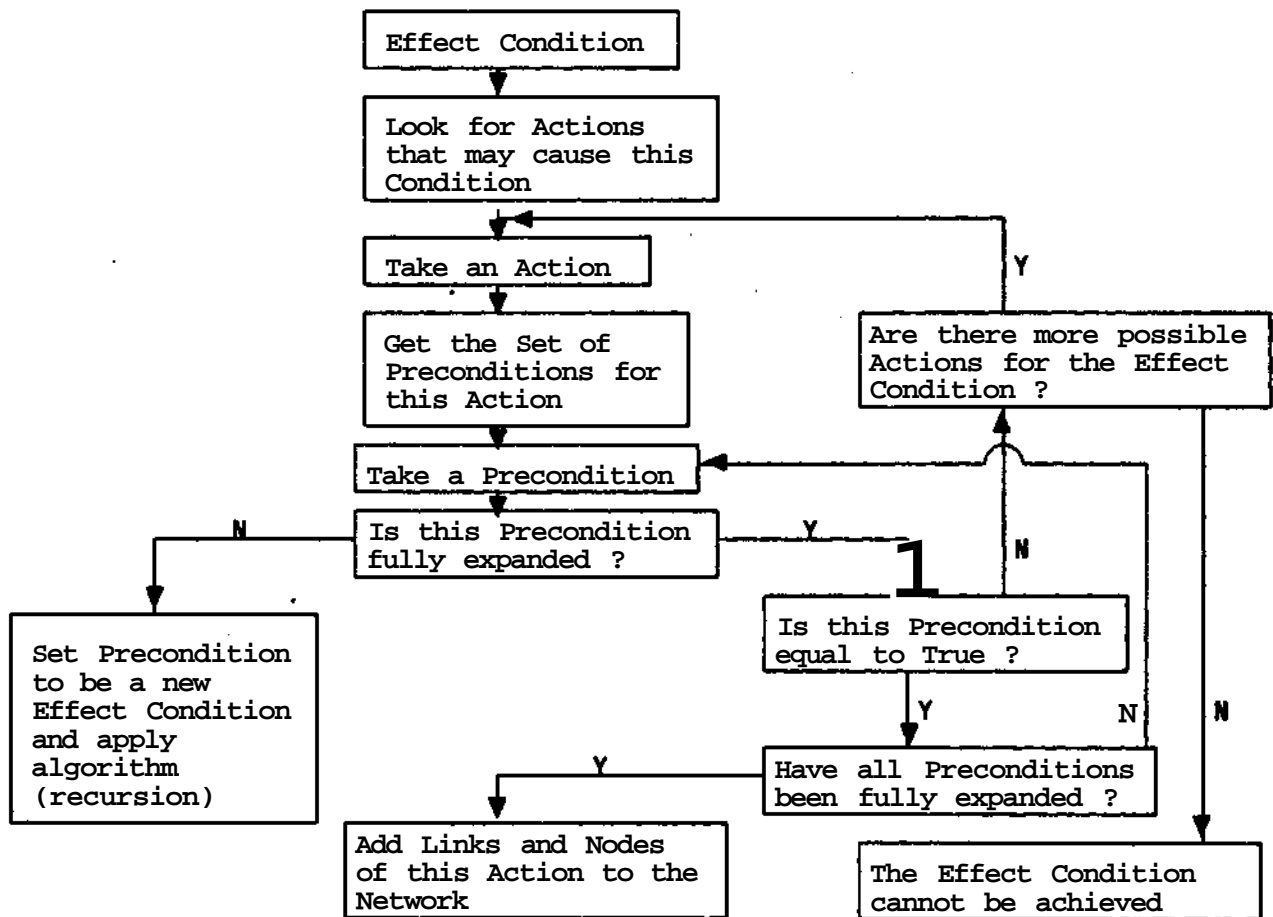 Effect Condition
Look for Actions
that may cause this
Condition
Take an Action
Y
Get the Set of
Preconditions for
this Action
Are there more possible
Actions for the Effect
Condition ?
Take a Precondition
N
Is this Precondition
fully expanded ?
Y
1
N
Is this Precondition
equal to True ?
Set Precondition
to be a new
Effect Condition
and apply
algorithm
(recursion)
Y
N
N
Y
Have all Preconditions
been fully expanded ?
Add Links and Nodes
of this Action to the
Network
The Effect Condition
cannot be achieved